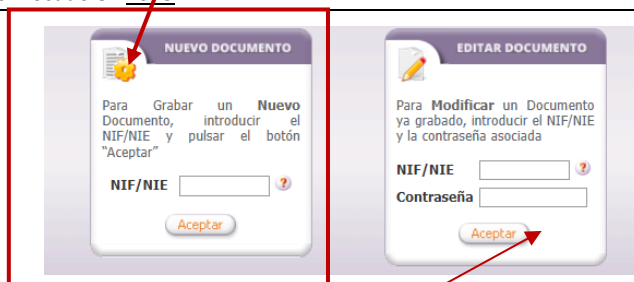 NUEVO DOCUMENTO
Para Grabar un Nuevo
Documento, introducir el
NIF/NIE y pulsar el botón
"Aceptar"
NIF/NIE
Aceptar
EDITAR DOCUMENTO
Para Modificar un Documento
ya grabado, introducir el NIF/NIE
y la contraseña asociada
NIF/NIE
Contraseña
Aceptar